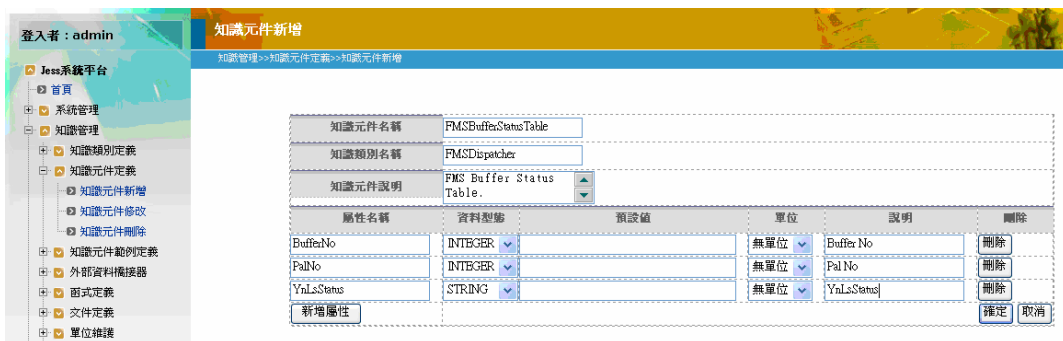 登入者：admin
Jess系統平台
首頁
系統管理
知識管理
知識類別定義
知識元件定義
知識元件新增
知識元件修改
知識元件刪除
知識元件範例定義
外部資料橋接器
函式定義
文件定義
單位維護
知識元件新增
知識管理>>知識元件定義>>知識元件新增
知識元件名稱 FMSBufferStatusTable
知識類別名稱 FMSDispatcher
知識元件說明 FMS Buffer Status
Table.
屬性名稱 資料型態 預設值 單位 說明 刪除
BufferNo INTEGER 無單位 Buffer No 刪除
PalNo INTEGER 無單位 Pal No 刪除
YnLsStatus STRING 無單位 YnLsStatus 刪除
新增屬性 確定 取消